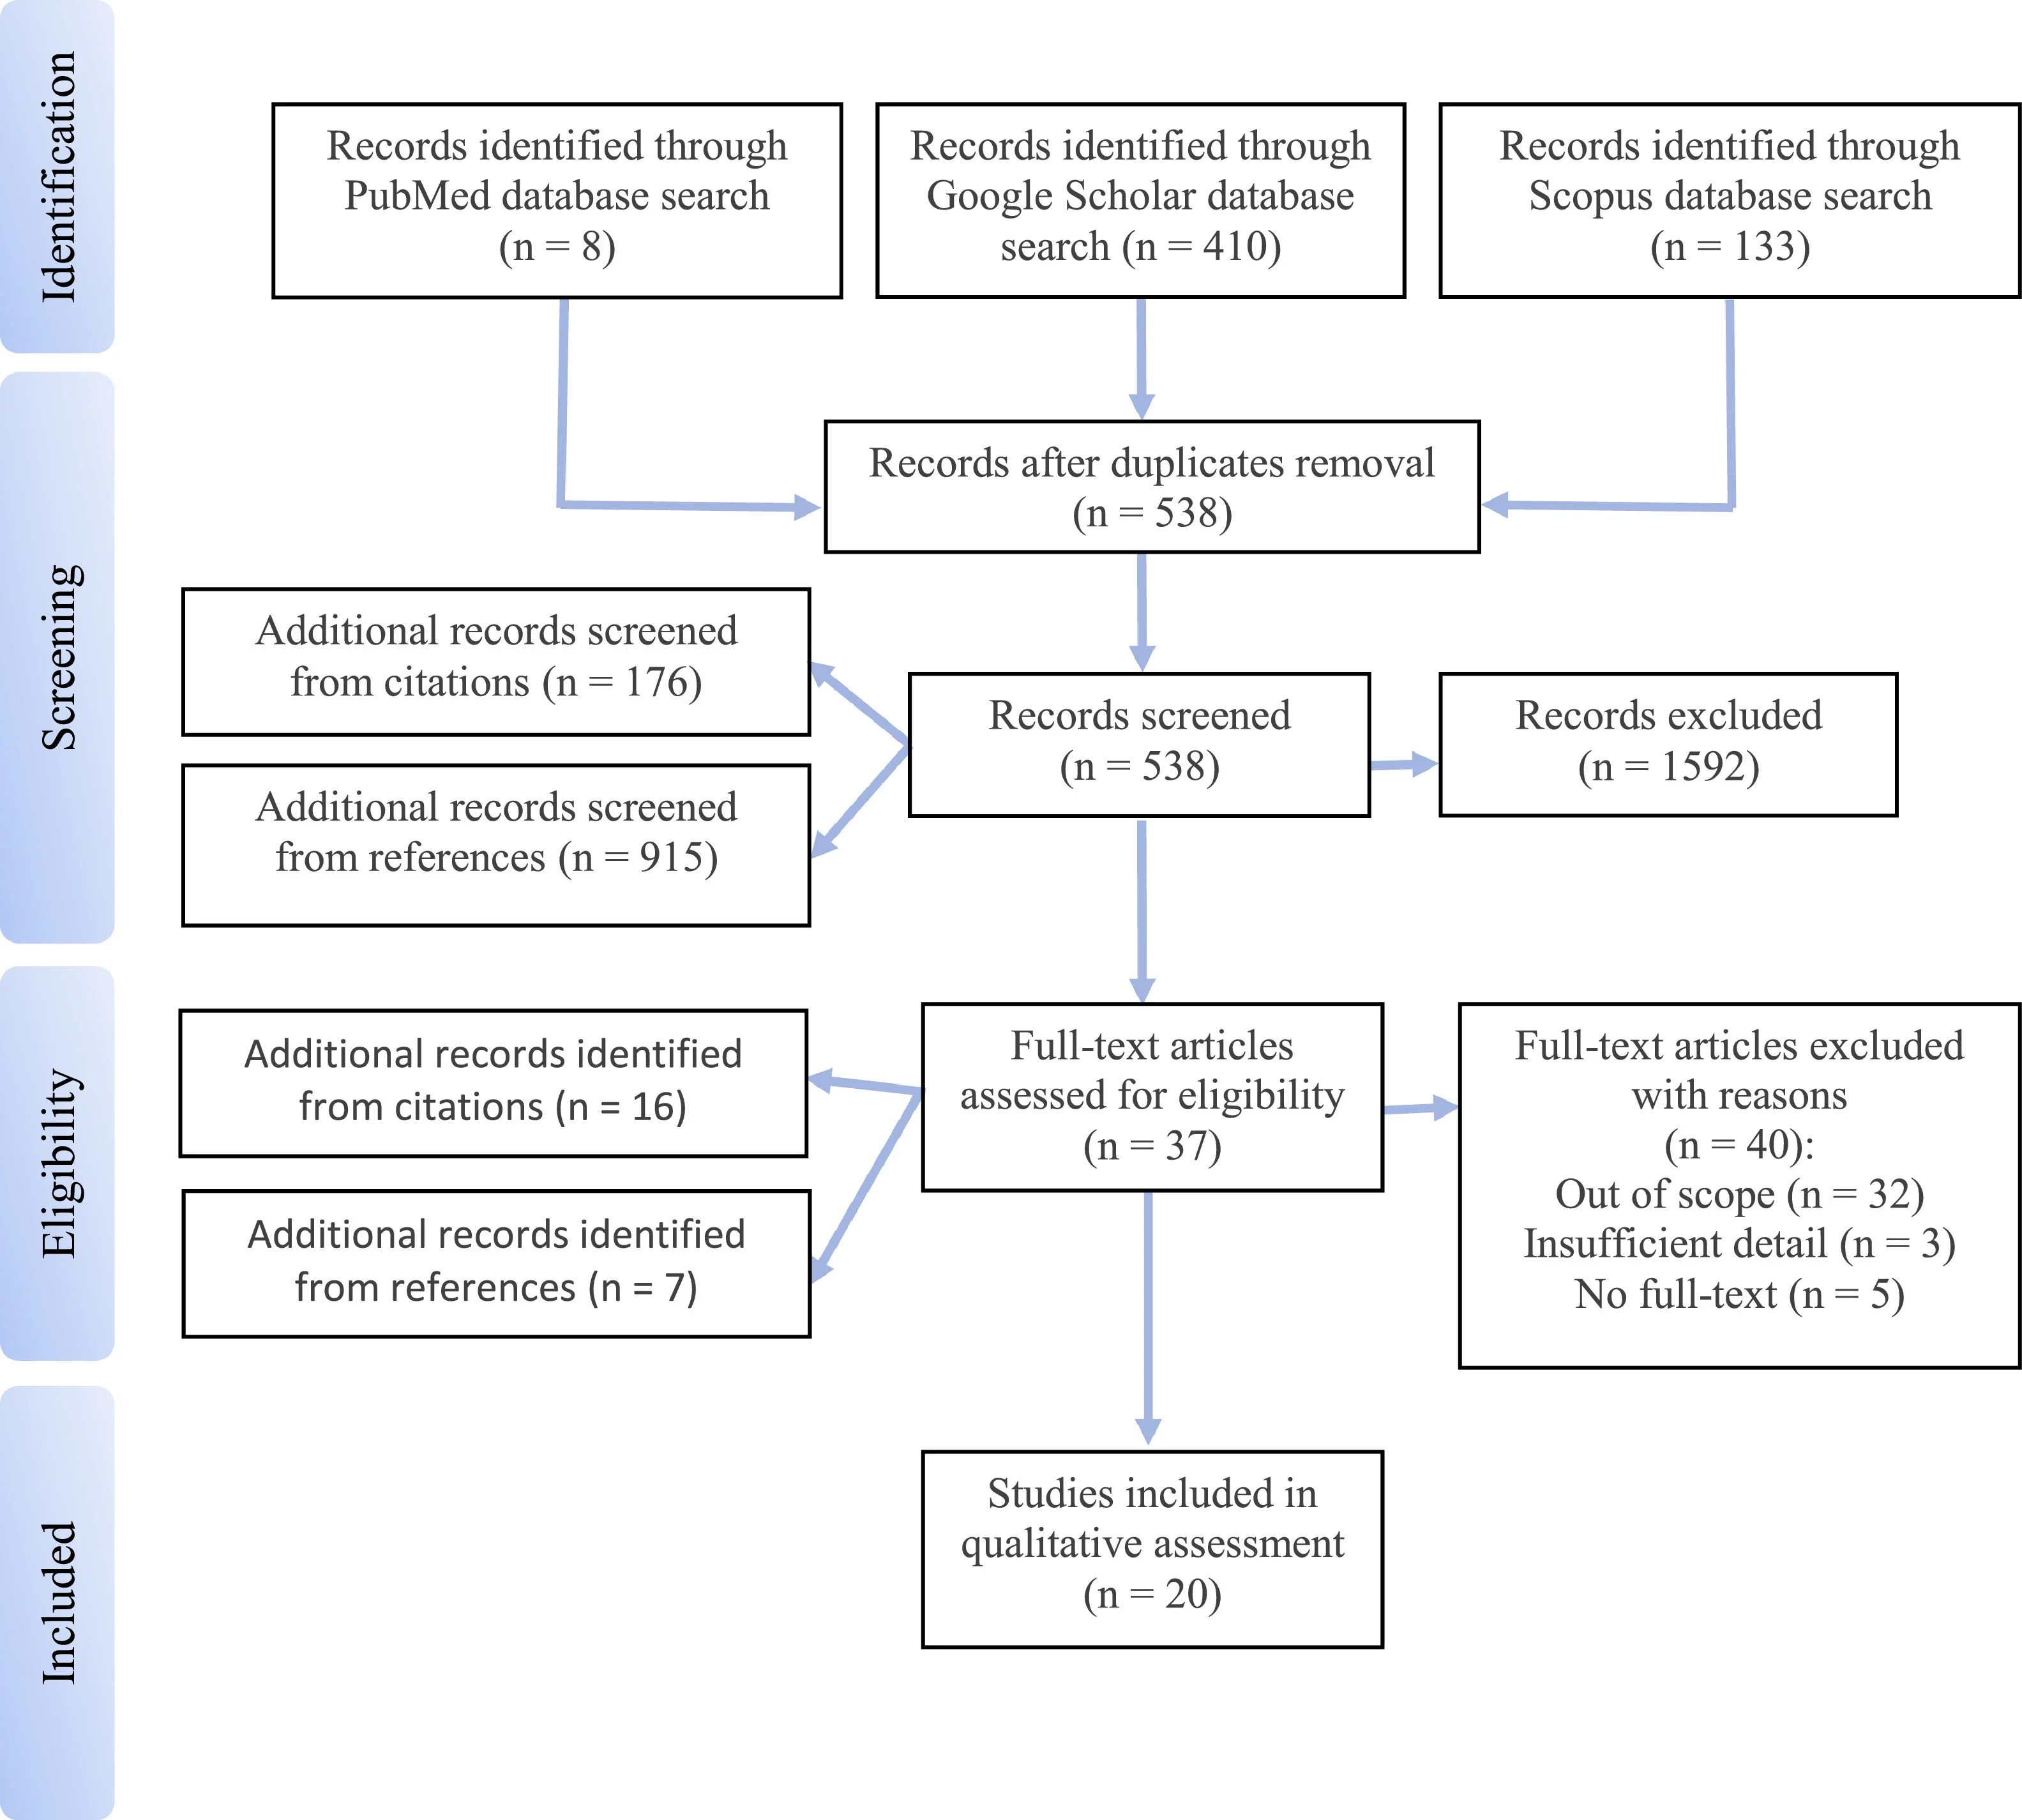 Identification
Records identified through
PubMed database search
(n = 8)
Records identified through
Google Scholar database
search (n = 410)
Records identified through
Scopus database search
(n = 133)
Screening
Records after duplicates removal
(n = 538)
Additional records screened
from citations (n = 176)
Records screened
(n = 538)
Records excluded
(n = 1592)
Additional records screened
from references (n = 915)
Eligibility
Additional records identified
from citations (n = 16)
Full-text articles
assessed for eligibility
(n = 37)
Full-text articles excluded
with reasons
(n = 40):
Out of scope (n = 32)
Insufficient detail (n = 3)
No full-text (n = 5)
Additional records identified
from references (n = 7)
Included
Studies included in
qualitative assessment
(n = 20)